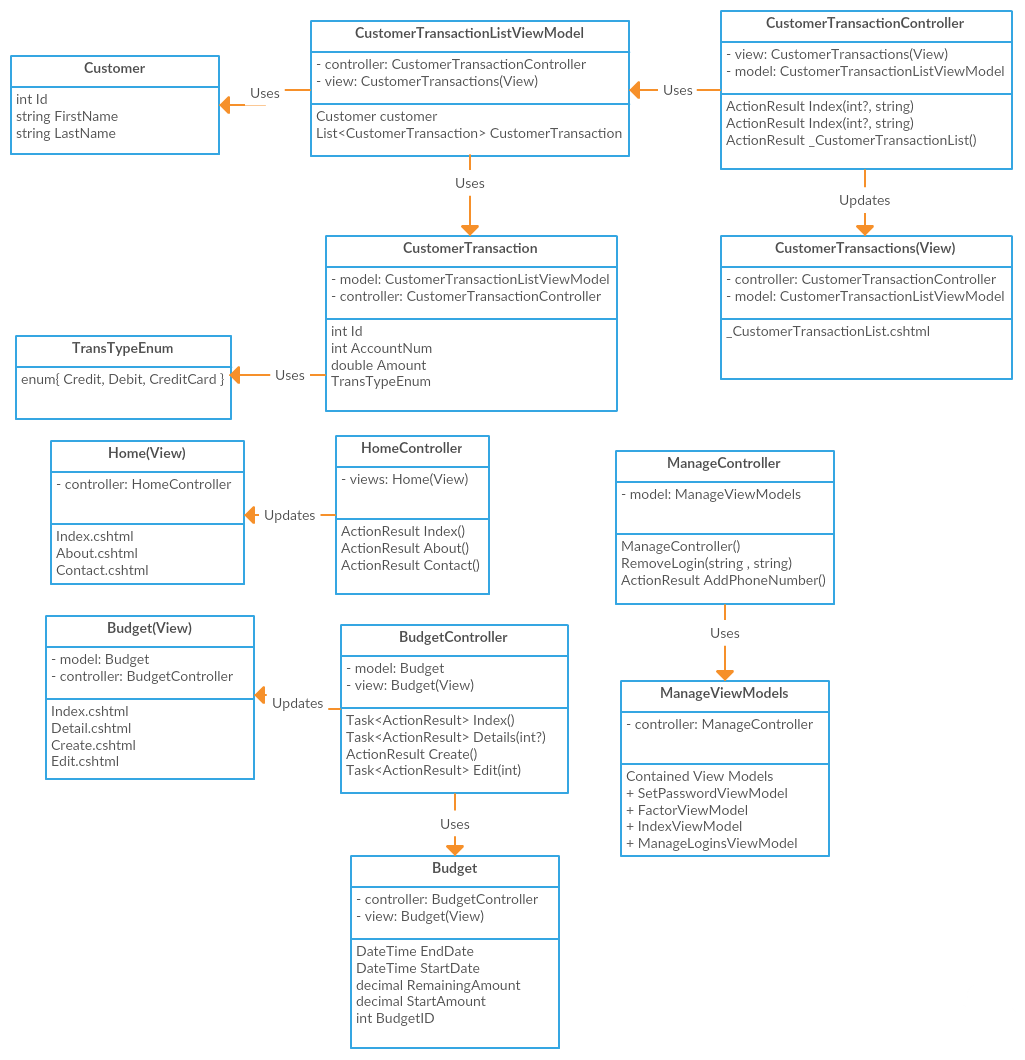 Customer
int Id
string FirstName
string LastName
Uses
CustomerTransactionListViewModel
- controller: CustomerTransactionController
- view: CustomerTransactions(View)
Customer customer
List<CustomerTransaction> CustomerTransaction
Uses
CustomerTransactionController
- view: CustomerTransactions(View)
- model: CustomerTransactionListViewModel
ActionResult Index(int?, string)
ActionResult Index(int?, string)
ActionResult _CustomerTransactionList()
Uses
Updates
CustomerTransaction
- model: CustomerTransactionListViewModel
- controller: CustomerTransactionController
int Id
int AccountNum
double Amount
TransTypeEnum
CustomerTransactions(View)
- controller: CustomerTransactionController
- model: CustomerTransactionListViewModel
_CustomerTransactionList.cshtml
TransTypeEnum
enum{ Credit, Debit, CreditCard }
Uses
Home(View)
- controller: HomeController
Index.cshtml
About.cshtml
Contact.cshtml
Updates
HomeController
- views: Home(View)
ActionResult Index()
ActionResult About()
ActionResult Contact()
ManageController
- model: ManageViewModels
ManageController()
RemoveLogin(string , string)
ActionResult AddPhoneNumber()
Uses
Budget(View)
- model: Budget
- controller: BudgetController
Index.cshtml
Detail.cshtml
Create.cshtml
Edit.cshtml
Updates
BudgetController
- model: Budget
- view: Budget(View)
Task<ActionResult> Index()
Task<ActionResult> Details(int?)
ActionResult Create()
Task<ActionResult> Edit(int)
Uses
ManageViewModels
- controller: ManageController
Contained View Models
+ SetPasswordViewModel
+ FactorViewModel
+ IndexViewModel
+ ManageLoginsViewModel
Budget
- controller: BudgetController
- view: Budget(View)
DateTime EndDate
DateTime StartDate
decimal RemainingAmount
decimal StartAmount
int BudgetID